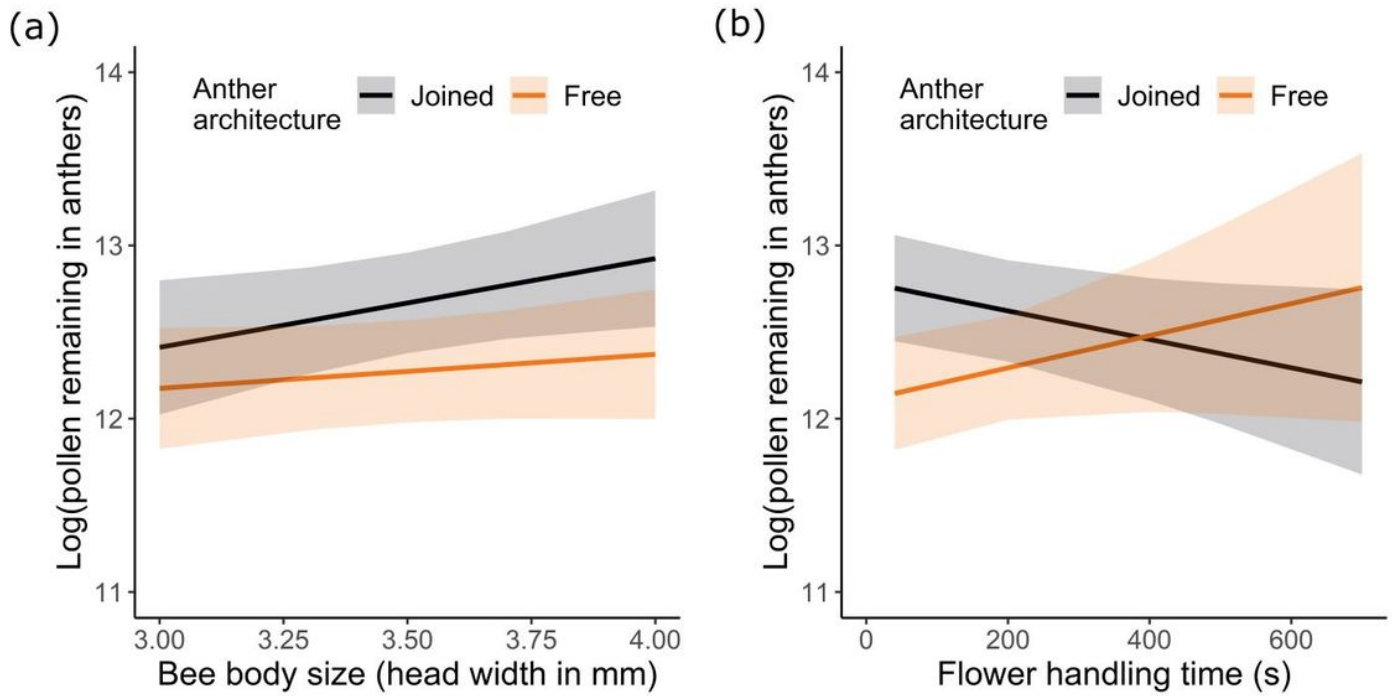 (a)
Log(pollen remaining in anthers)
14
13
12
11
Anther
architecture
Joined
Free
3.00 3.25 3.50 3.75 4.00
Bee body size (head width in mm)
(b)
Log(pollen remaining in anthers)
14
13
12
11
Anther
architecture
Joined
Free
0 200 400 600
Flower handling time (s)